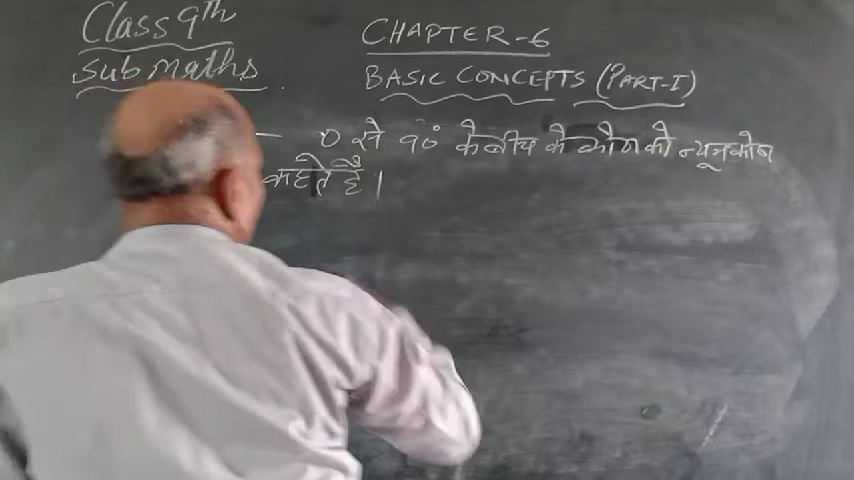 Class 9th
Sub Maths
CHAPTER-6
BASIC CONCEPTS (PART-I)
— 0 से 90° के बीच के कोण को न्यूनकोण
कहते हैं।